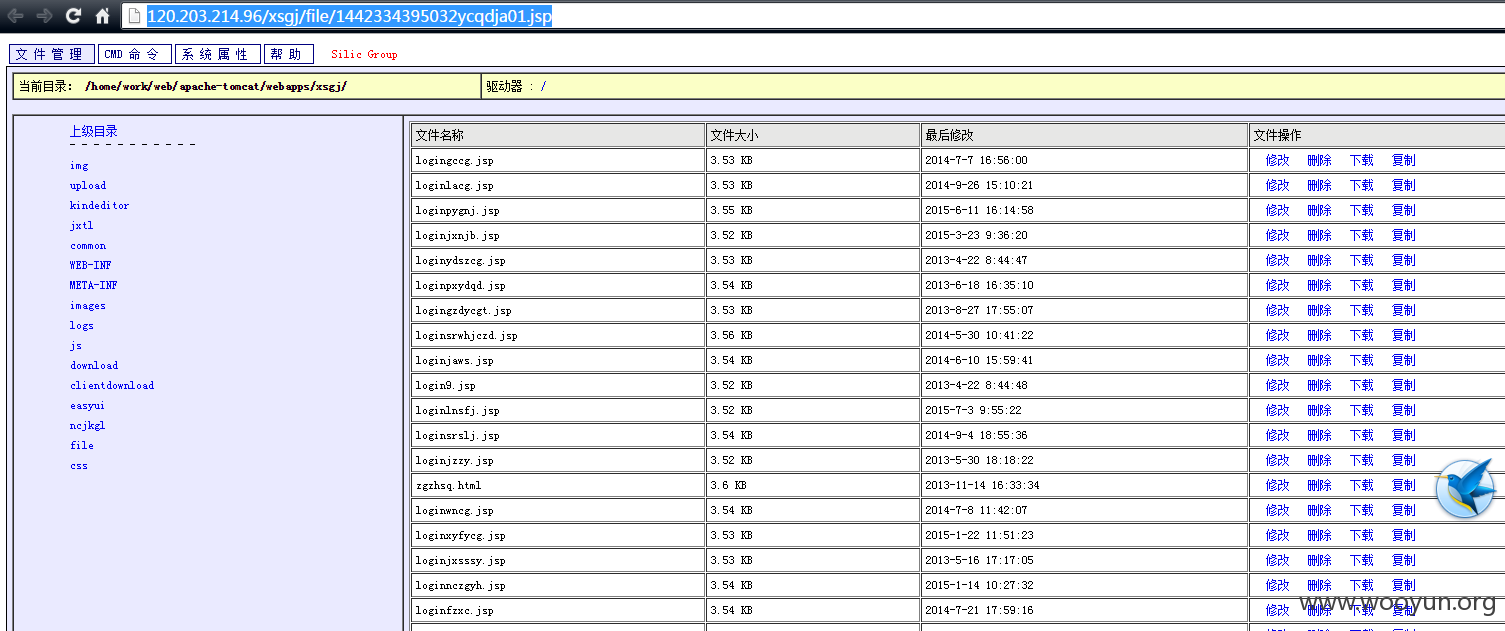 120.203.214.96/xsgj/file/1442334395032ycqdja01.jsp
文件管理 CMD 命令 系统属性 帮助 Silic Group
当前目录: /home/work/web/apache-tomcat/webapps/xsgj/ 驱动器 : /
上级目录
- - - - - - - - - - -
img
upload
kindeditor
jxtl
common
WEB-INF
META-INF
images
logs
js
download
clientdownload
easyui
ncjkgl
file
css
文件名称 文件大小 最后修改 文件操作
logingccg.jsp 3.53 KB 2014-7-7 16:56:00 修改 删除 下载 复制
loginlacg.jsp 3.53 KB 2014-9-26 15:10:21 修改 删除 下载 复制
loginpygnj.jsp 3.55 KB 2015-6-11 16:14:58 修改 删除 下载 复制
loginjxnjb.jsp 3.52 KB 2015-3-23 9:36:20 修改 删除 下载 复制
loginydszcg.jsp 3.53 KB 2013-4-22 8:44:47 修改 删除 下载 复制
loginpxydqd.jsp 3.54 KB 2013-6-18 16:35:10 修改 删除 下载 复制
logingzdycgt.jsp 3.53 KB 2013-8-27 17:55:07 修改 删除 下载 复制
loginsrwhjczd.jsp 3.56 KB 2014-5-30 10:41:22 修改 删除 下载 复制
loginjaws.jsp 3.54 KB 2014-6-10 15:59:41 修改 删除 下载 复制
login9.jsp 3.52 KB 2013-4-22 8:44:48 修改 删除 下载 复制
loginlnsfj.jsp 3.52 KB 2015-7-3 9:55:22 修改 删除 下载 复制
loginsrslj.jsp 3.54 KB 2014-9-4 18:55:36 修改 删除 下载 复制
loginjzzy.jsp 3.52 KB 2013-5-30 18:18:22 修改 删除 下载 复制
zgzhsq.html 3.6 KB 2013-11-14 16:33:34 修改 删除 下载 复制
loginwncg.jsp 3.54 KB 2014-7-8 11:42:07 修改 删除 下载 复制
loginxyfycg.jsp 3.53 KB 2015-1-22 11:51:23 修改 删除 下载 复制
loginjxsssy.jsp 3.53 KB 2013-5-16 17:17:05 修改 删除 下载 复制
loginnczgyh.jsp 3.54 KB 2015-1-14 10:27:32 修改 删除 下载 复制
loginfzxc.jsp 3.54 KB 2014-7-21 17:59:16 修改 删除 下载 复制
www.wooyun.org